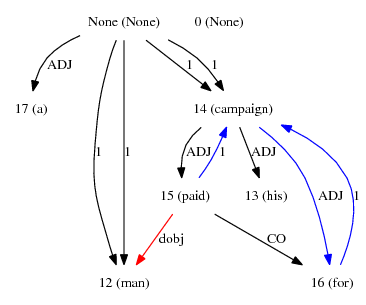 None (None) 0 (None)
ADJ 1 1
17 (a) 14 (campaign)
1 1 ADJ 1 ADJ
15 (paid) 13 (his) ADJ 1
dobj CO
12 (man) 16 (for)